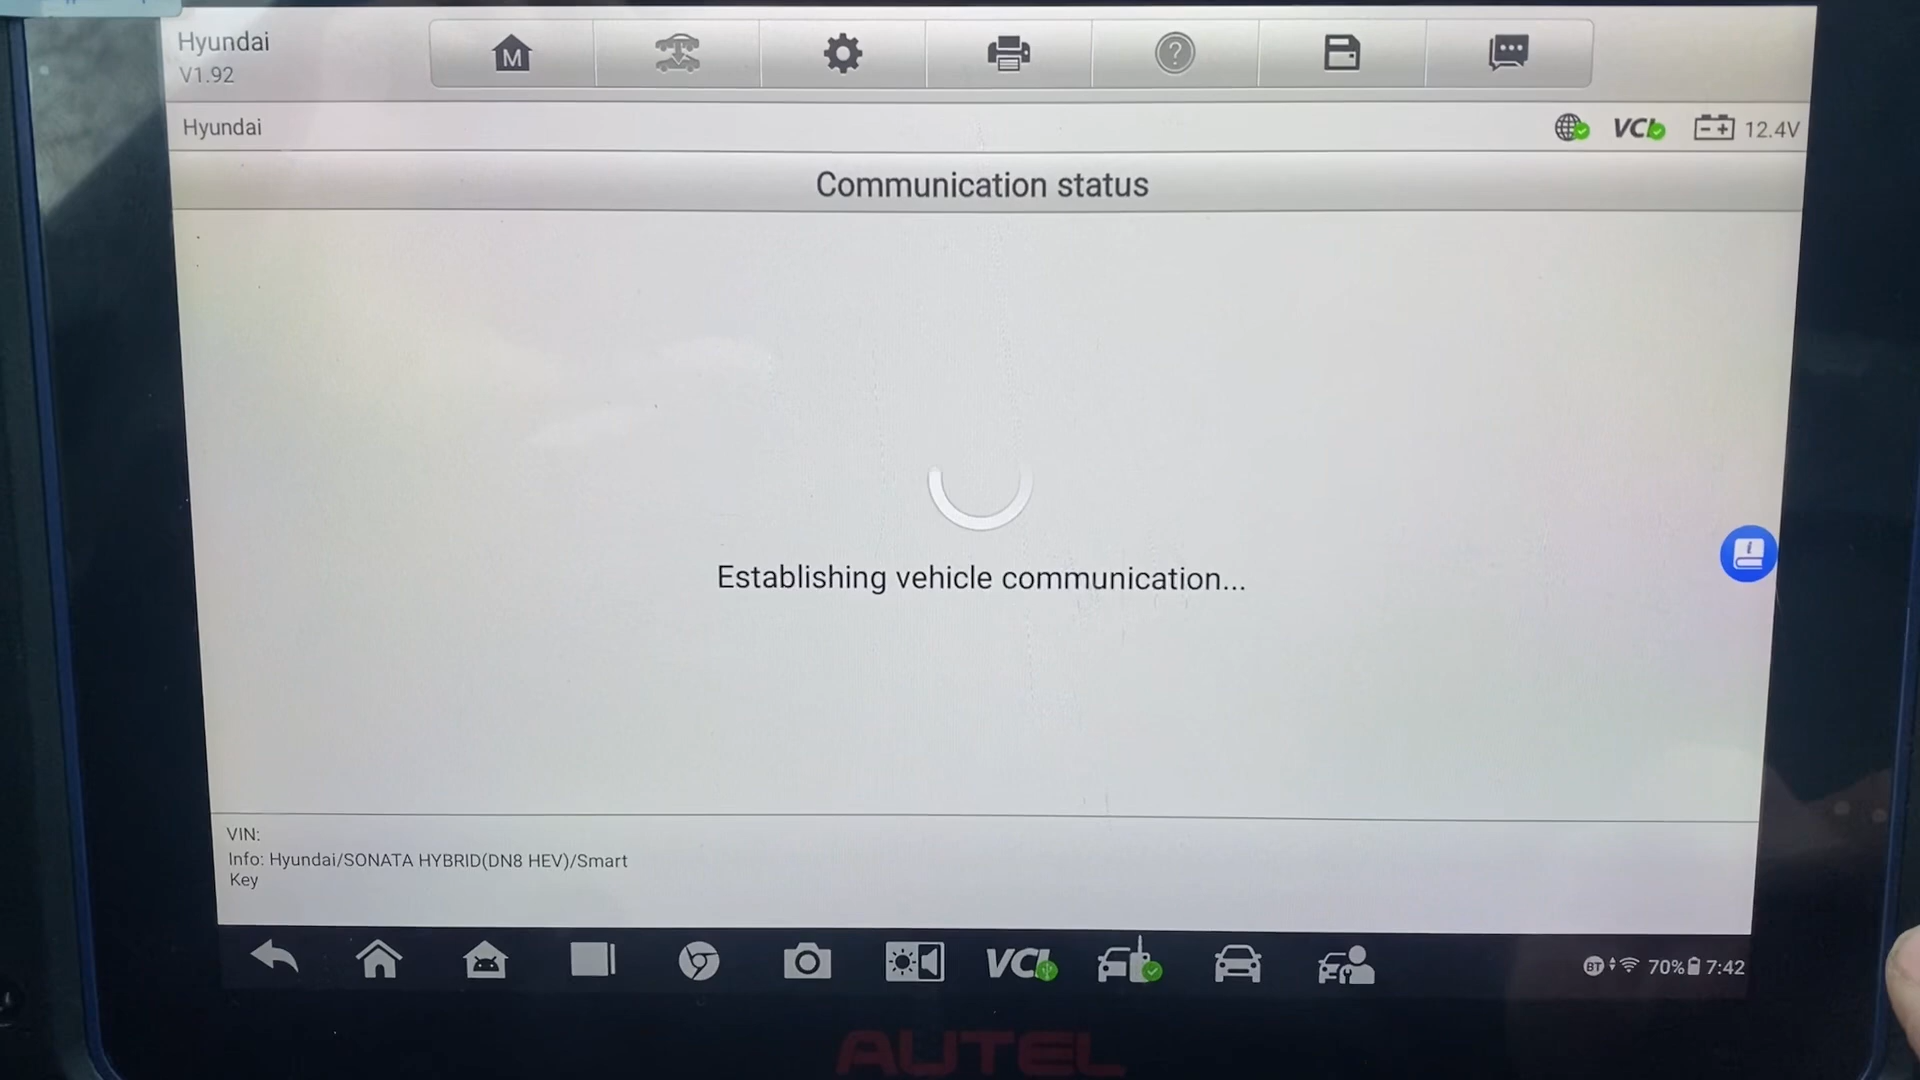 Hyundai
V1.92
M
?
Hyundai
VCI
12.4V
Communication status
Establishing vehicle communication...
i
VIN:
Info: Hyundai/SONATA HYBRID(DN8 HEV)/Smart
Key
VCI
BT
70%
7:42
AUTEL